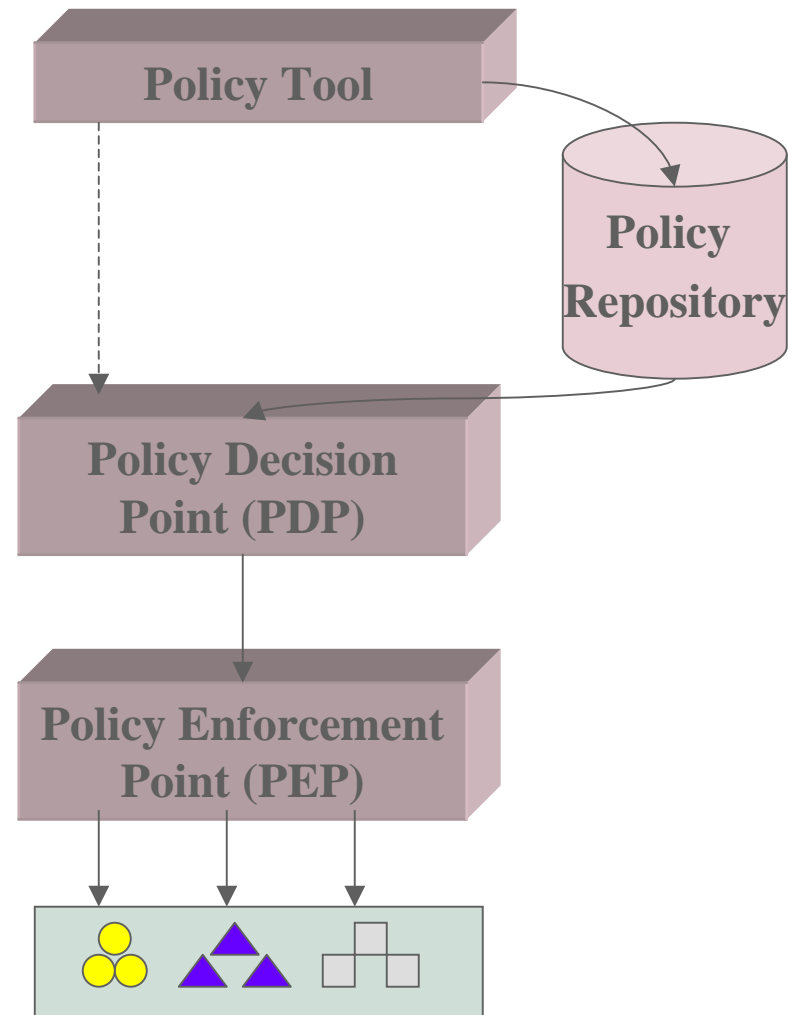 Policy Tool
Policy
Repository
Policy Decision
Point (PDP)
Policy Enforcement
Point (PEP)